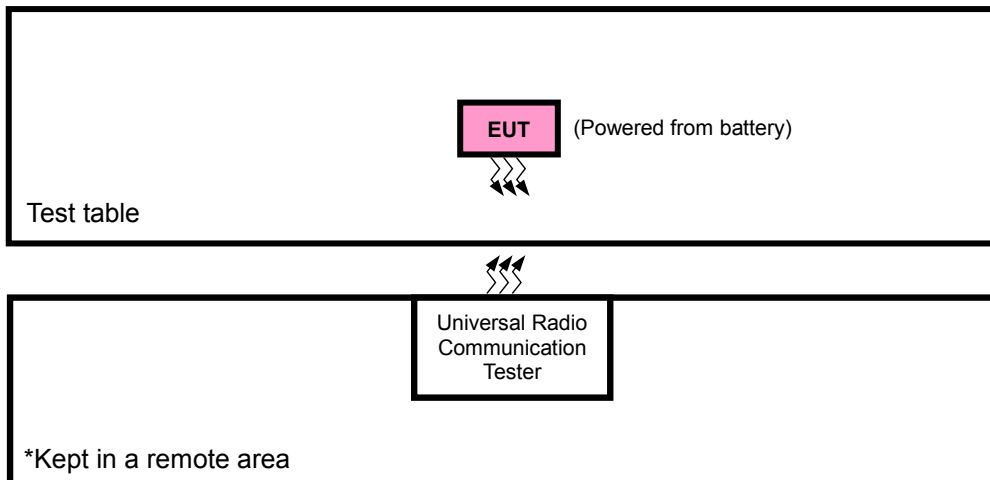 EUT
(Powered from battery)
Test table
Universal Radio
Communication
Tester
*Kept in a remote area